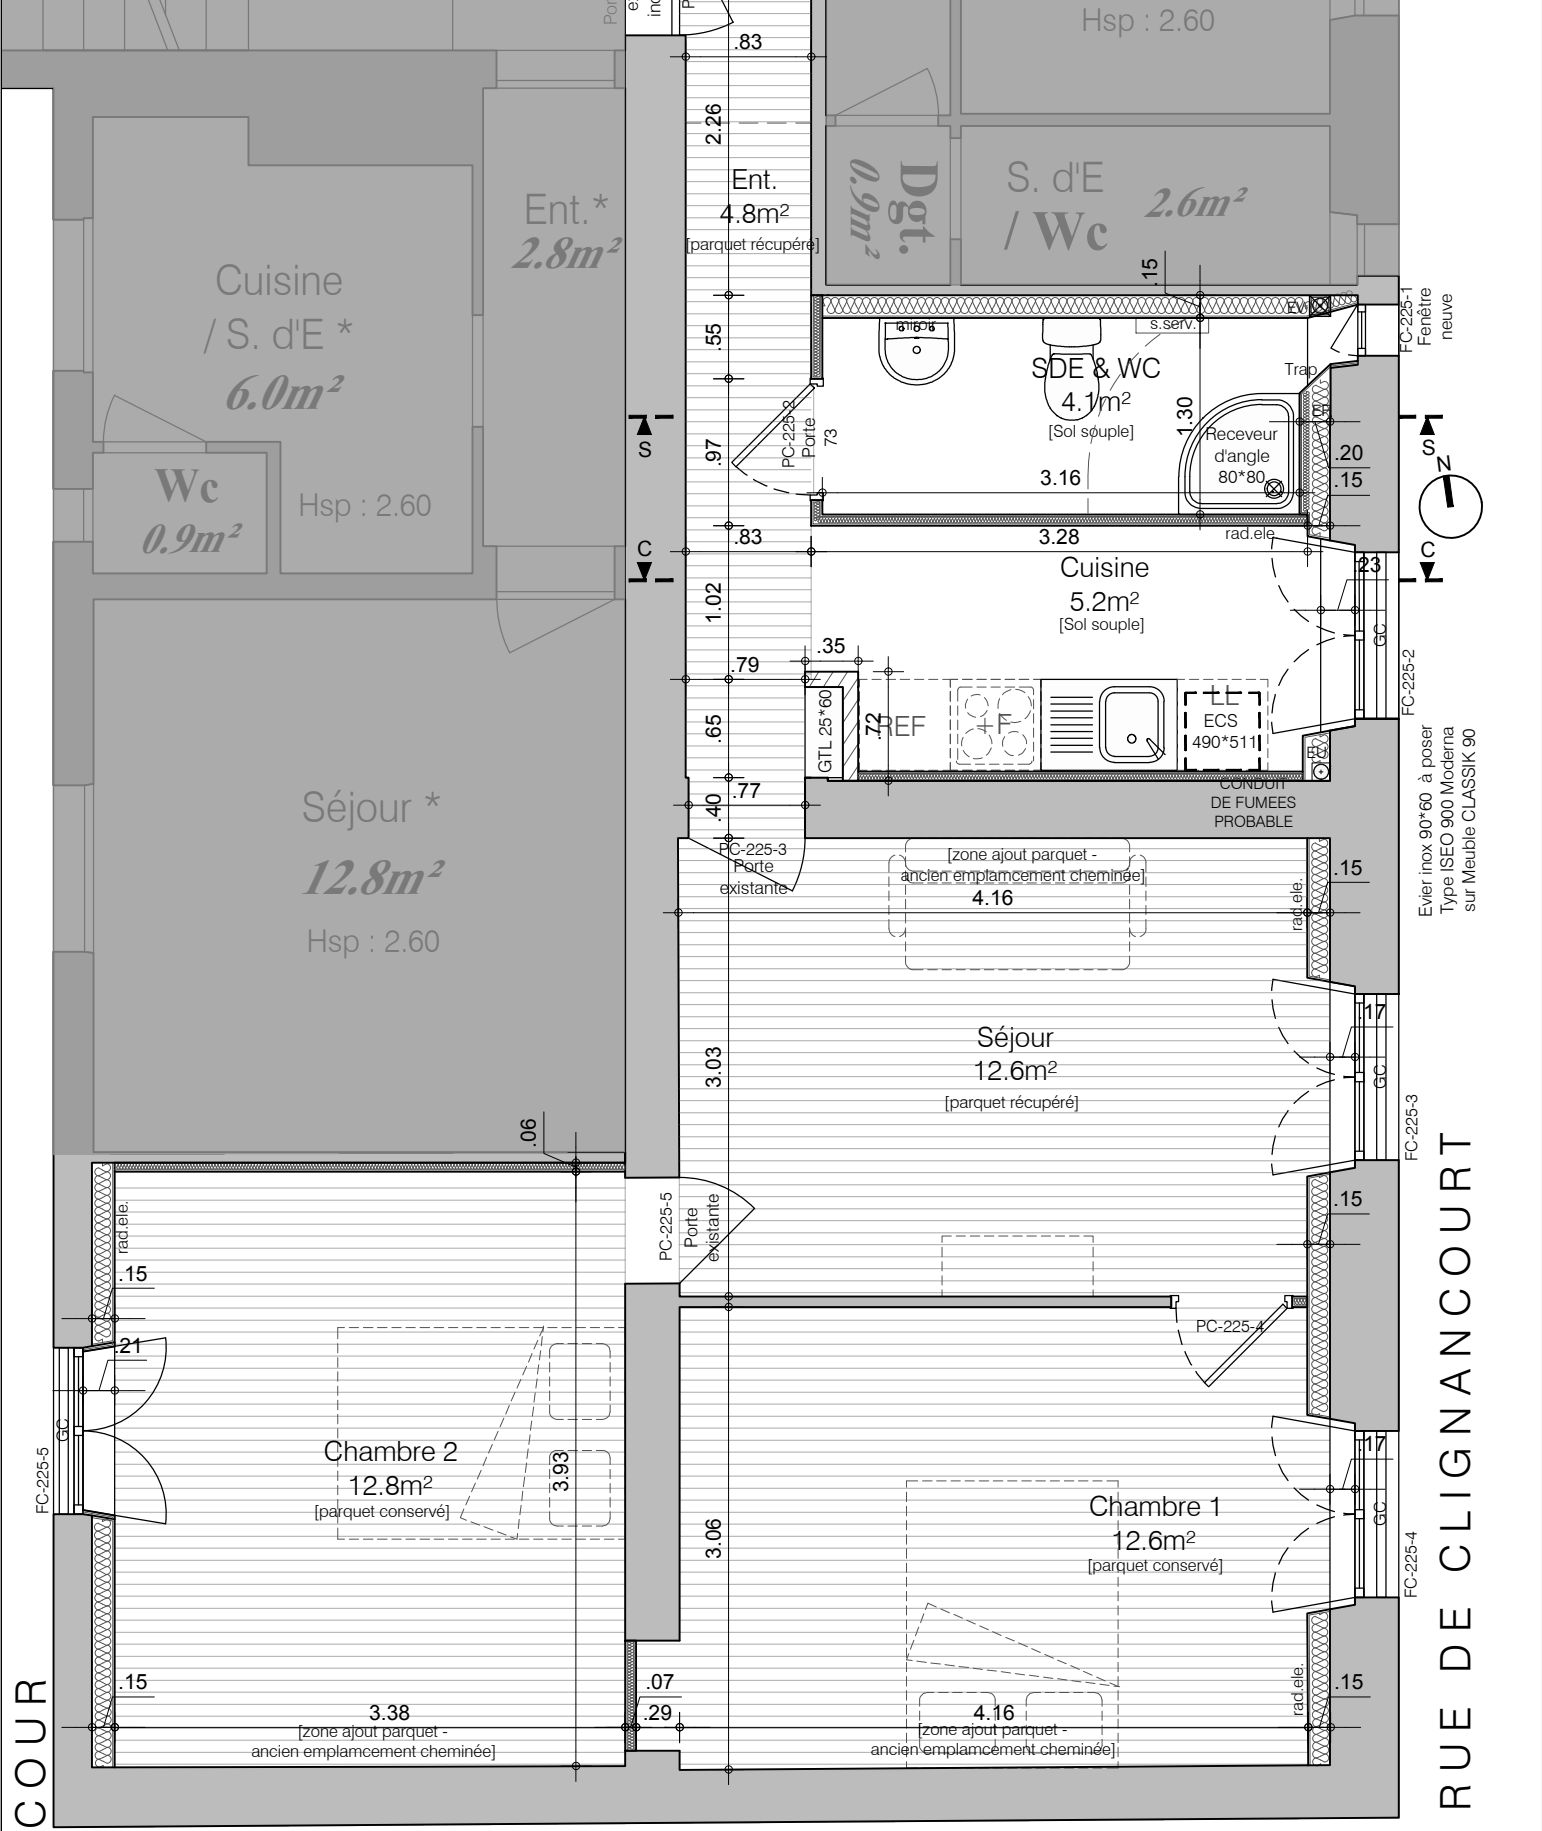 Hsp : 2.60
.83
2.26
Ent.
4.8m²
[parquet récupére]
Dgt.
0.9m²
S. d'E
/ Wc
2.6m²
Ent.*
2.8m²
Cuisine
/ S. d'E *
6.0m²
Wc
0.9m²
Hsp : 2.60
.15
EV
FC-225-1
Fenêtre
neuve
miroir
s.serv.
.55
SDE & WC
4.1m²
[Sol souple]
Trap
EP
1.30
Receveur
d'angle
80*80
PC-225-2
Porte
73
.97
3.16
.20
.15
S
S
N
C
C
.83
3.28
rad.ele.
.23
Cuisine
5.2m²
[Sol souple]
1.02
GC
FC-225-2
.79
.35
.65
GTL 25*60
.72
REF
+F
LL
ECS
490*511
EU
.40
.77
CONDUIT
DE FUMEES
PROBABLE
Evier inox 90*60 à poser
Type ISEO 900 Moderna
sur Meuble CLASSIK 90
Séjour *
12.8m²
Hsp : 2.60
PC-225-3
Porte
existante
[zone ajout parquet -
ancien emplamcement cheminée]
4.16
rad.ele.
.15
.17
GC
FC-225-3
Séjour
12.6m²
[parquet récupéré]
3.03
.06
rad.ele.
.15
.21
GC
FC-225-5
PC-225-5
Porte
existante
.15
PC-225-4
Chambre 2
12.8m²
[parquet conservé]
3.93
3.06
Chambre 1
12.6m²
[parquet conservé]
.17
GC
FC-225-4
.15
3.38
[zone ajout parquet -
ancien emplamcement cheminée]
.07
.29
4.16
[zone ajout parquet -
ancien emplamcement cheminée]
rad.ele.
.15
COUR
RUE DE CLIGNANCOURT